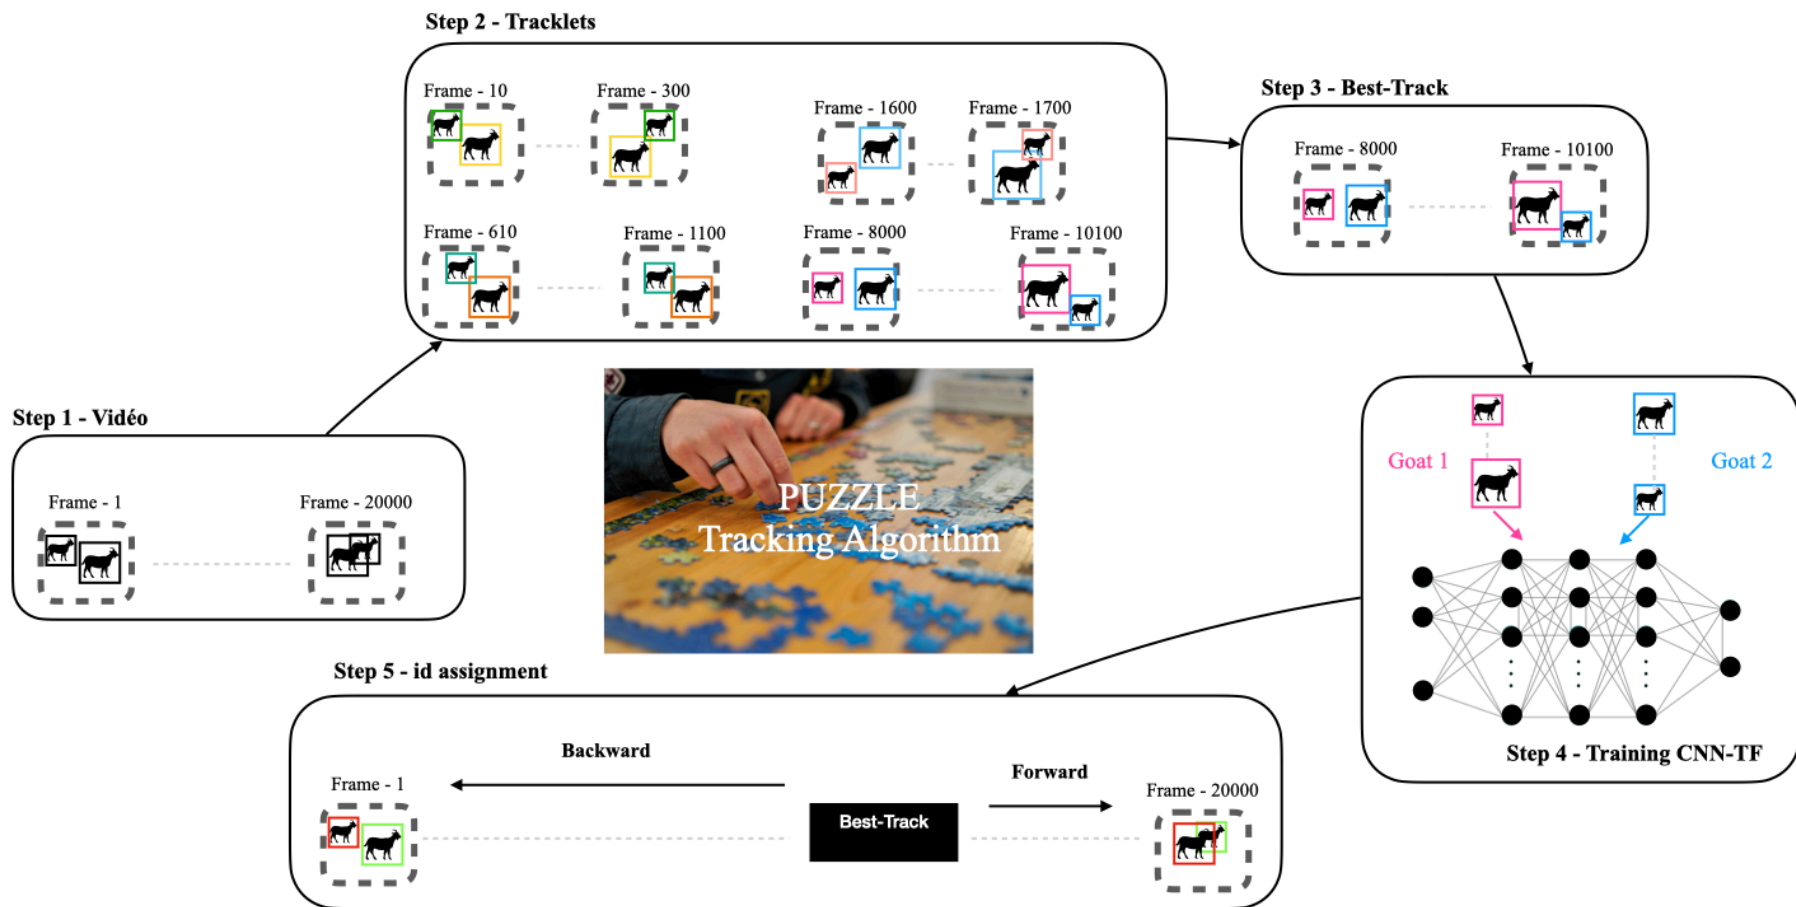 Step 2 - Tracklets
Frame - 10
Frame - 300
Frame - 1600
Frame - 1700
Frame - 610
Frame - 1100
Frame - 8000
Frame - 10100
Step 3 - Best-Track
Frame - 8000
Frame - 10100
Step 1 - Vidéo
Frame - 1
Frame - 20000
PUZZLE
Tracking Algorithm
Goat 1
Goat 2
Step 4 - Training CNN-TF
Step 5 - id assignment
Backward
Forward
Frame - 1
Best-Track
Frame - 20000